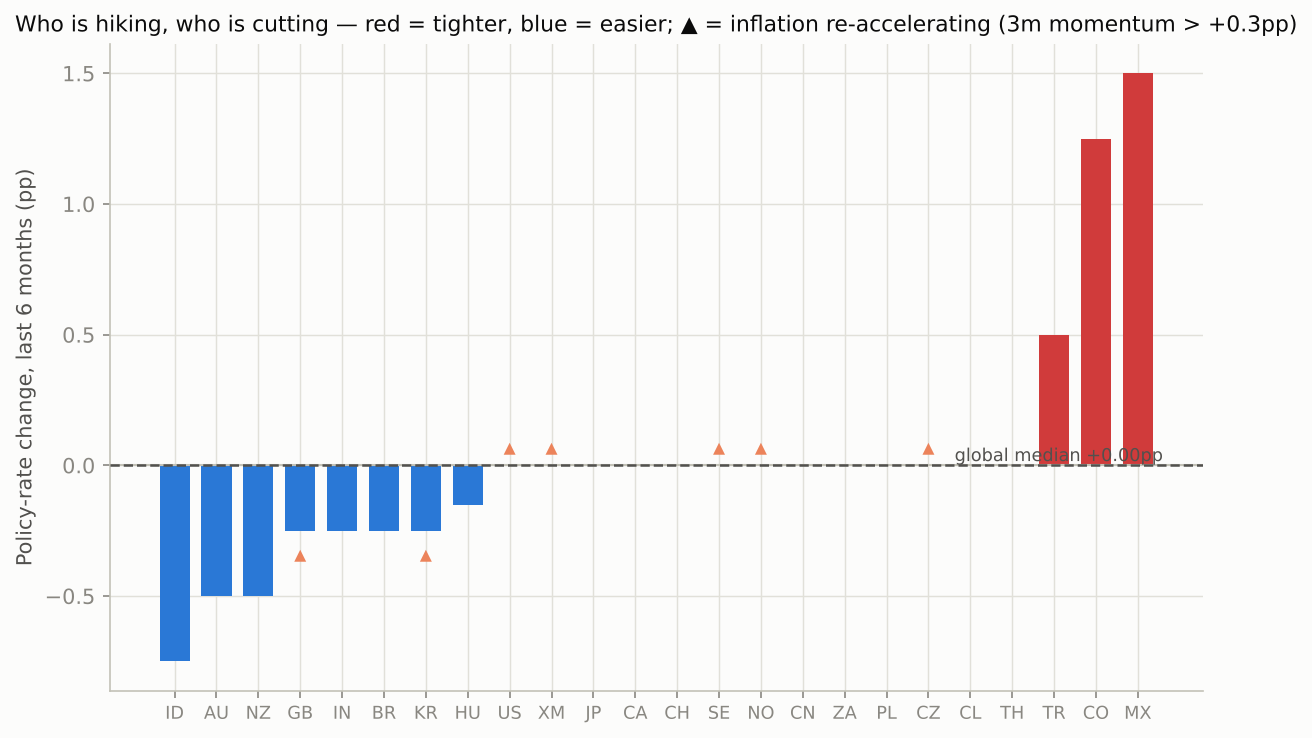 Who is hiking, who is cutting — red = tighter, blue = easier; ▲ = inflation re-accelerating (3m momentum > +0.3pp)
Policy-rate change, last 6 months (pp)
1.5
1.0
0.5
0.0
−0.5
global median +0.00pp
ID AU NZ GB IN BR KR HU US XM JP CA CH SE NO CN ZA PL CZ CL TH TR CO MX